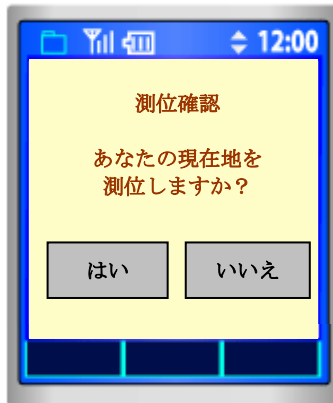 12:00
測位確認
あなたの現在地を
測位しますか？
はい
いいえ